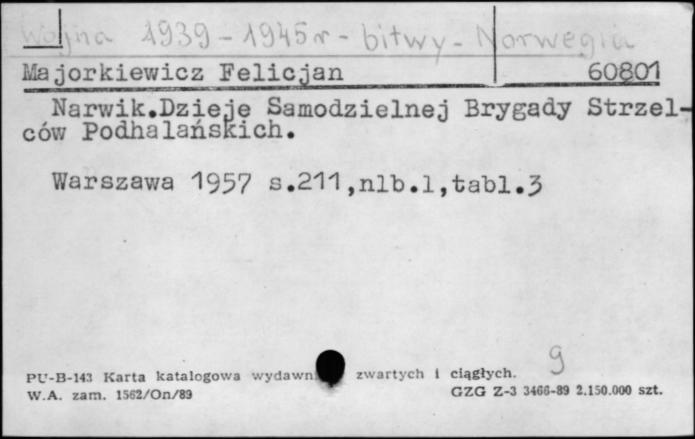 Wojna 1939 - 1945 r - bitwy - Norwegia
Majorkiewicz Felicjan 60801
Narwik.Dzieje Samodzielnej Brygady Strzel-
ców Podhalańskich.
Warszawa 1957 s.211,nlb.1,tabl.3
9
PU-B-143 Karta katalogowa zwartych i ciągłych.
W.A. zam. 1562/On/89 GZG Z-3 3466-89 2.150.000 szt.